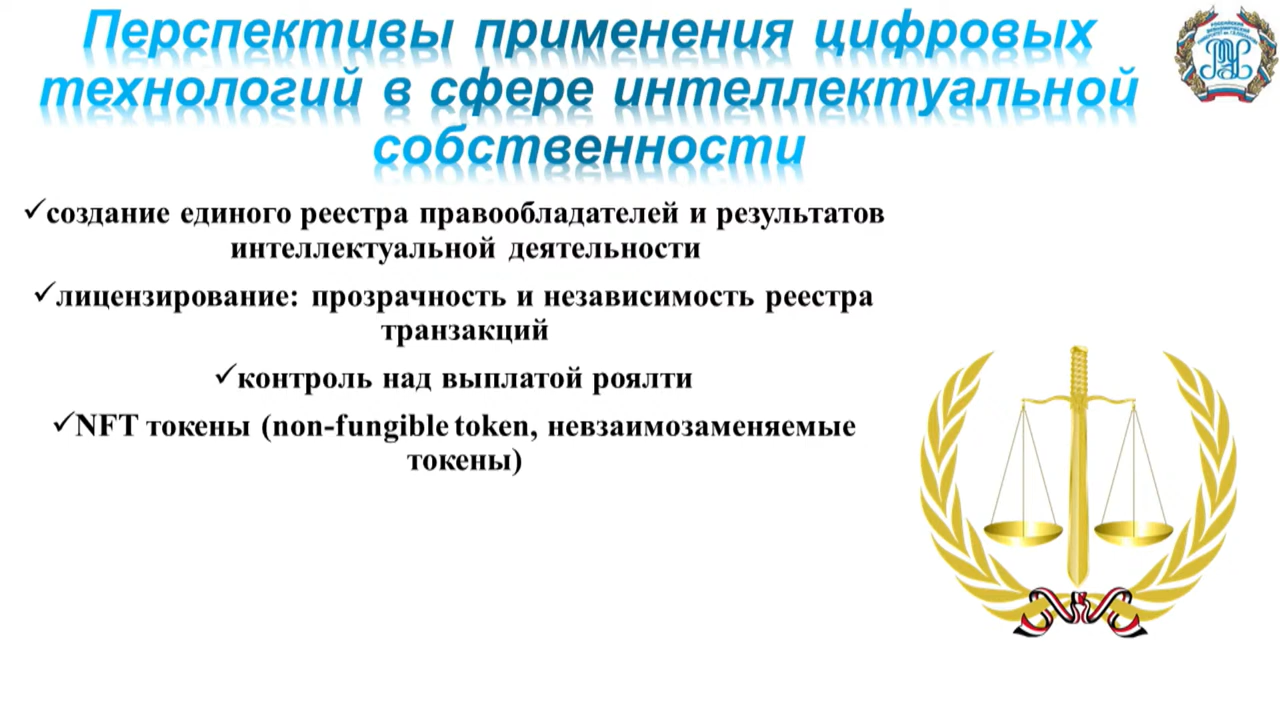 Перспективы применения цифровых
технологий в сфере интеллектуальной
собственности
✓создание единого реестра правообладателей и результатов
интеллектуальной деятельности
✓лицензирование: прозрачность и независимость реестра
транзакций
✓контроль над выплатой роялти
✓NFT токены (non-fungible token, невзаимозаменяемые
токены)